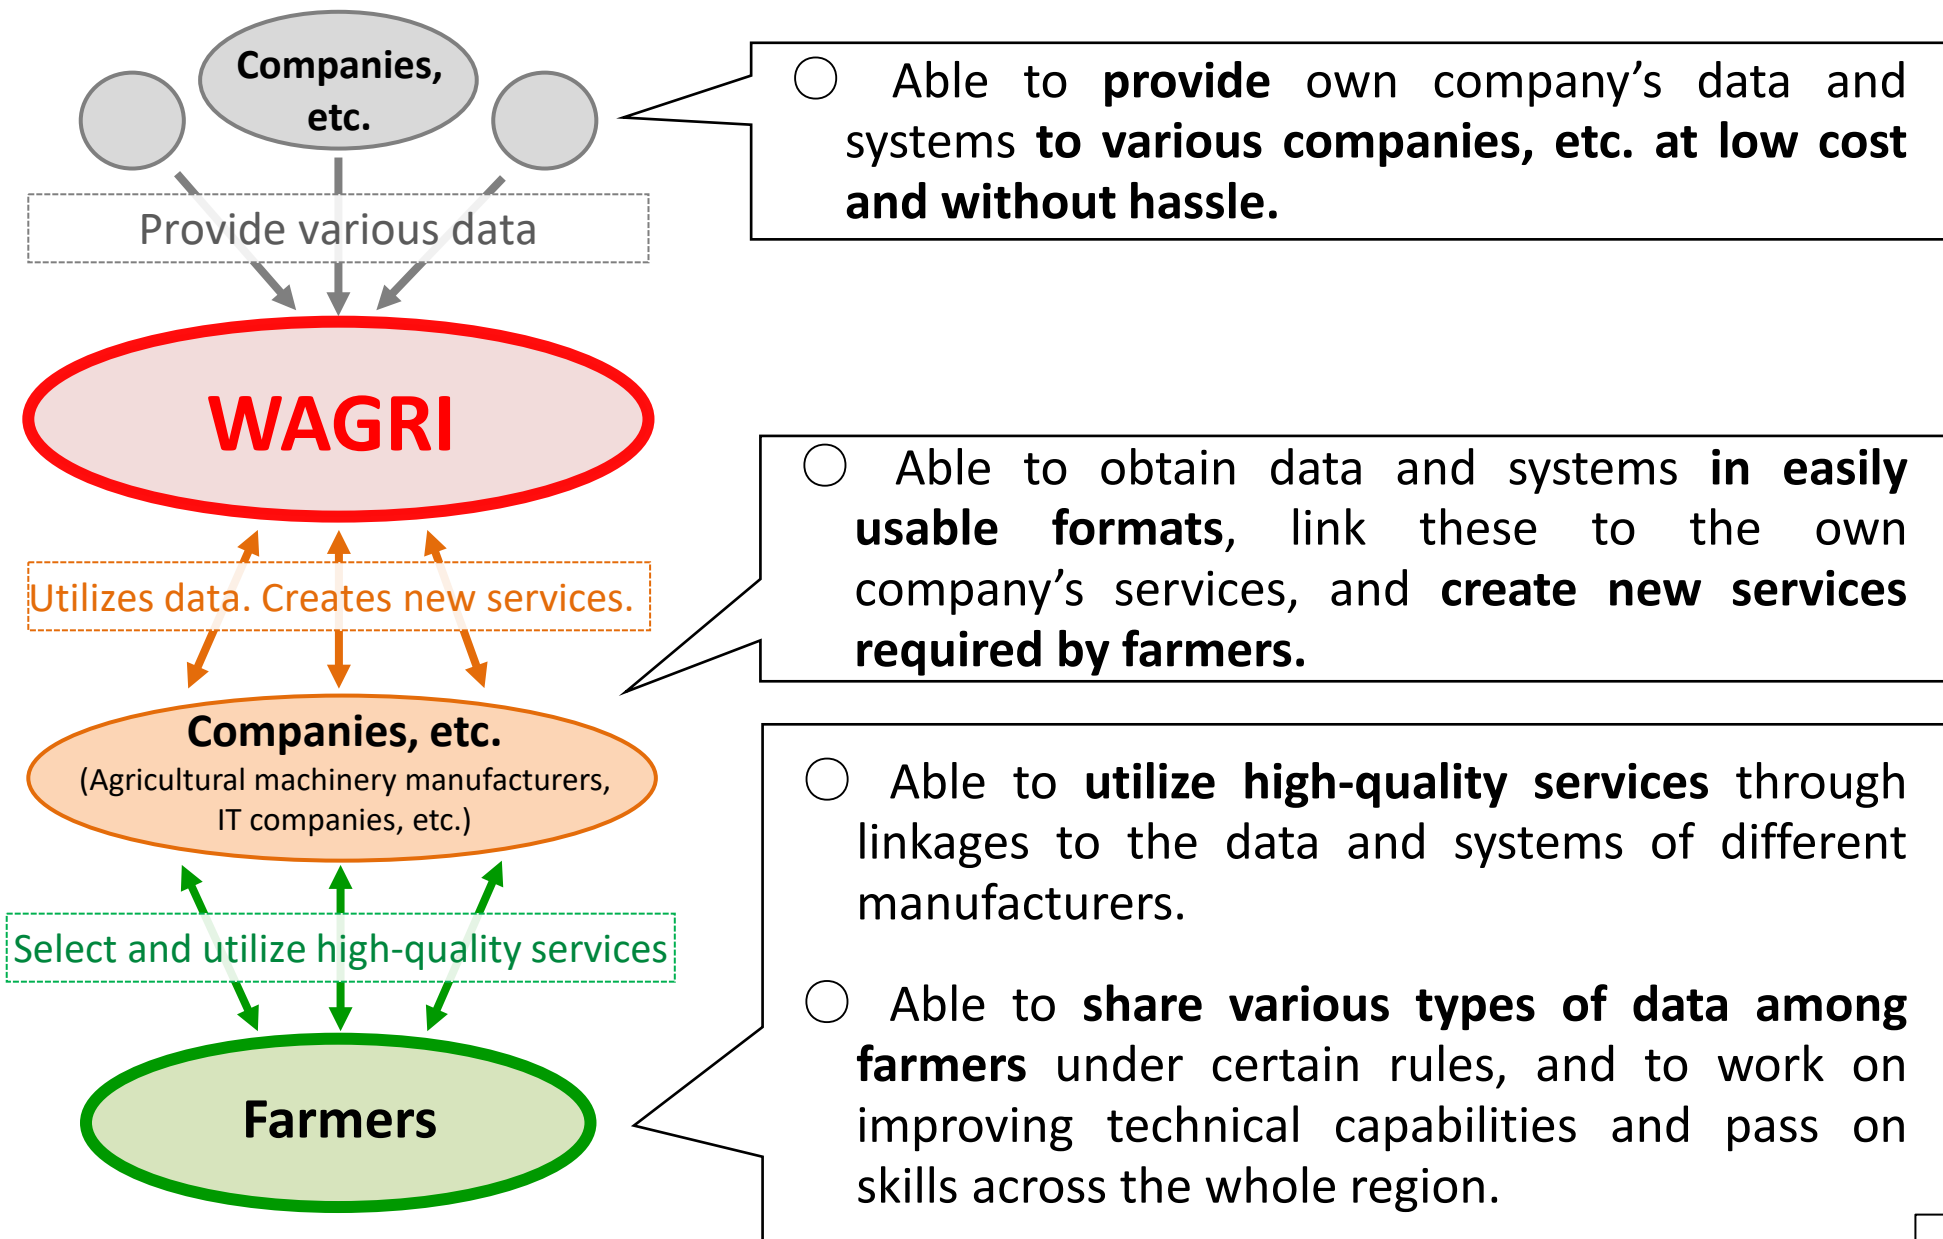 Companies,
etc.
Provide various data
WAGRI
Utilizes data. Creates new services.
Companies, etc.
(Agricultural machinery manufacturers,
IT companies, etc.)
Select and utilize high-quality services
Farmers
○ Able to provide own company’s data and
systems to various companies, etc. at low cost
and without hassle.
○ Able to obtain data and systems in easily
usable formats, link these to the own
company’s services, and create new services
required by farmers.
○ Able to utilize high-quality services through
linkages to the data and systems of different
manufacturers.
○ Able to share various types of data among
farmers under certain rules, and to work on
improving technical capabilities and pass on
skills across the whole region.